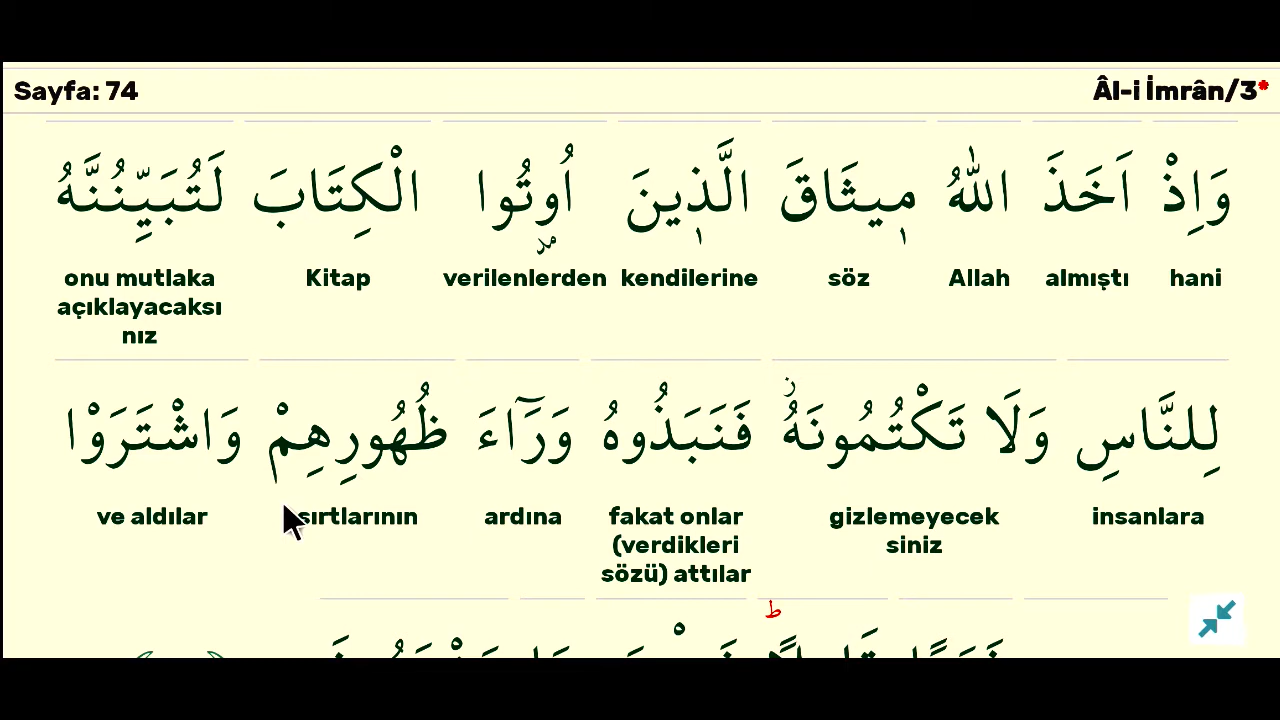 Sayfa: 74 Âl-i İmrân/3*
وَاِذْ اَخَذَ اللّٰهُ مٖيثَاقَ الَّذٖينَ اُوتُوا الْكِتَابَ لَتُبَيِّنُنَّهُ
hani almıştı Allah söz kendilerine verilenlerden Kitap onu mutlaka
açıklayacaksı
nız
لِلنَّاسِ وَلَا تَكْتُمُونَهُؗ فَنَبَذُوهُ وَرَٓاءَ ظُهُورِهِمْ وَاشْتَرَوْا
insanlara gizlemeyecek fakat onlar ardına sırtlarının ve aldılar
siniz (verdikleri
sözü) attılar